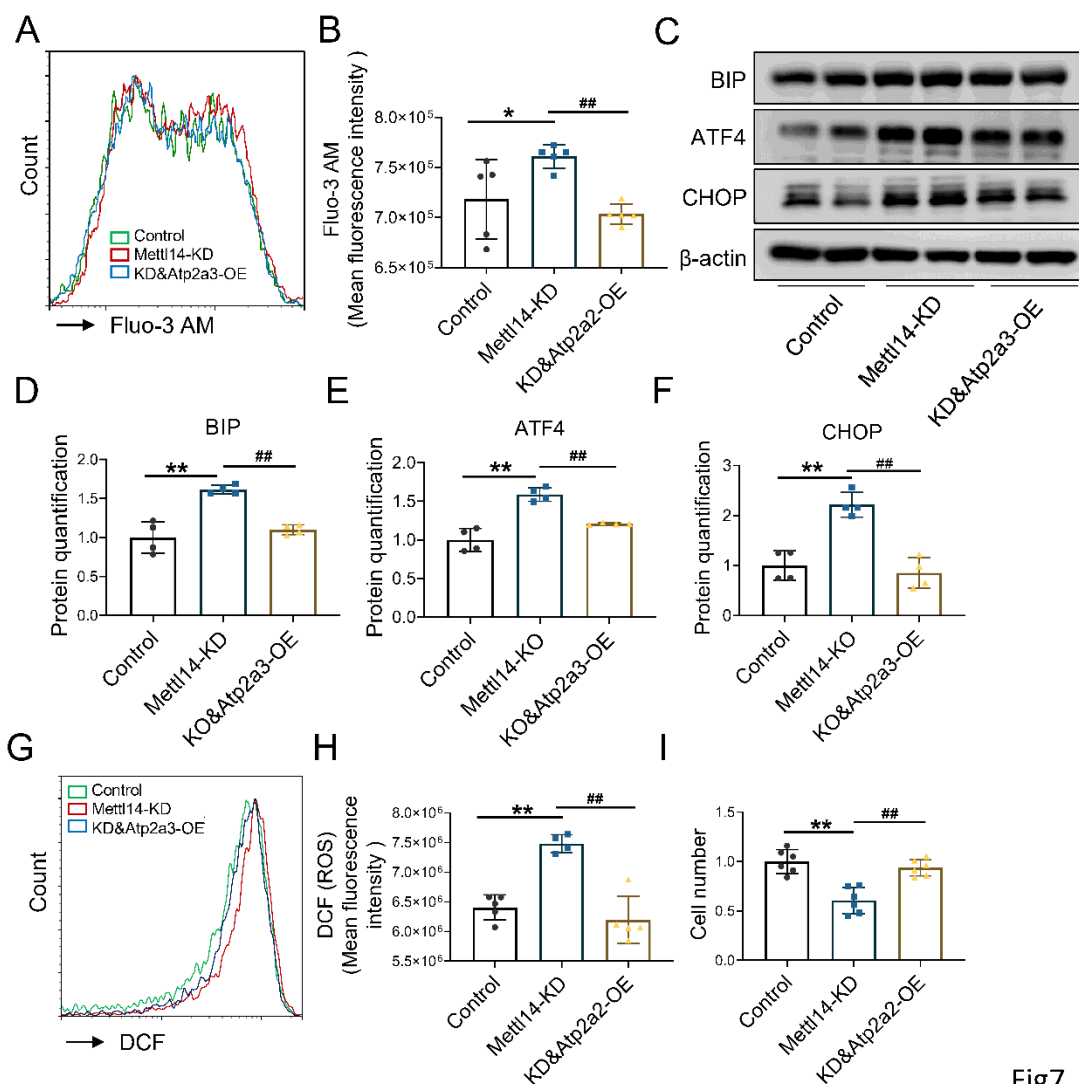 A
Count
Control
Mettl14-KD
KD&Atp2a3-OE
Fluo-3 AM
B
Fluo-3 AM
(Mean fluorescence intensity )
8.0×10⁵
7.5×10⁵
7.0×10⁵
6.5×10⁵
*
##
Control
Mettl14-KD
KD&Atp2a2-OE
C
BIP
ATF4
CHOP
β-actin
Control
Mettl14-KD
KD&Atp2a3-OE
D
BIP
Protein quantification
2.0
1.5
1.0
0.5
0.0
**
##
Control
Mettl14-KD
KO&Atp2a3-OE
E
ATF4
Protein quantification
2.0
1.5
1.0
0.5
0.0
**
##
Control
Mettl14-KO
KO&Atp2a3-OE
F
CHOP
Protein quantification
3
2
1
0
**
##
Control
Mettl14-KO
KO&Atp2a3-OE
G
Count
Control
Mettl14-KD
KD&Atp2a3-OE
DCF
H
DCF (ROS)
(Mean fluorescence
intensity )
8.0×10⁶
7.5×10⁶
7.0×10⁶
6.5×10⁶
6.0×10⁶
5.5×10⁶
**
##
Control
Mettl14-KD
KD&Atp2a2-OE
I
Cell number
1.5
1.0
0.5
0.0
**
##
Control
Mettl14-KD
KD&Atp2a2-OE
Fig7